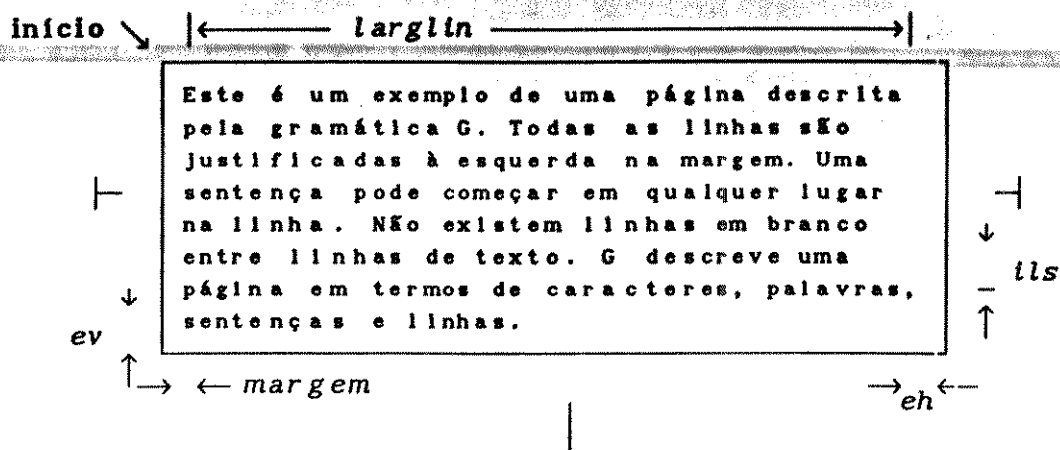 início larglin
Este é um exemplo de uma página descrita
pela gramática G. Todas as linhas são
justificadas à esquerda na margem. Uma
sentença pode começar em qualquer lugar
na linha. Não existem linhas em branco
entre linhas de texto. G descreve uma
página em termos de caracteres, palavras,
sentenças e linhas.
ils
ev
margem
eh